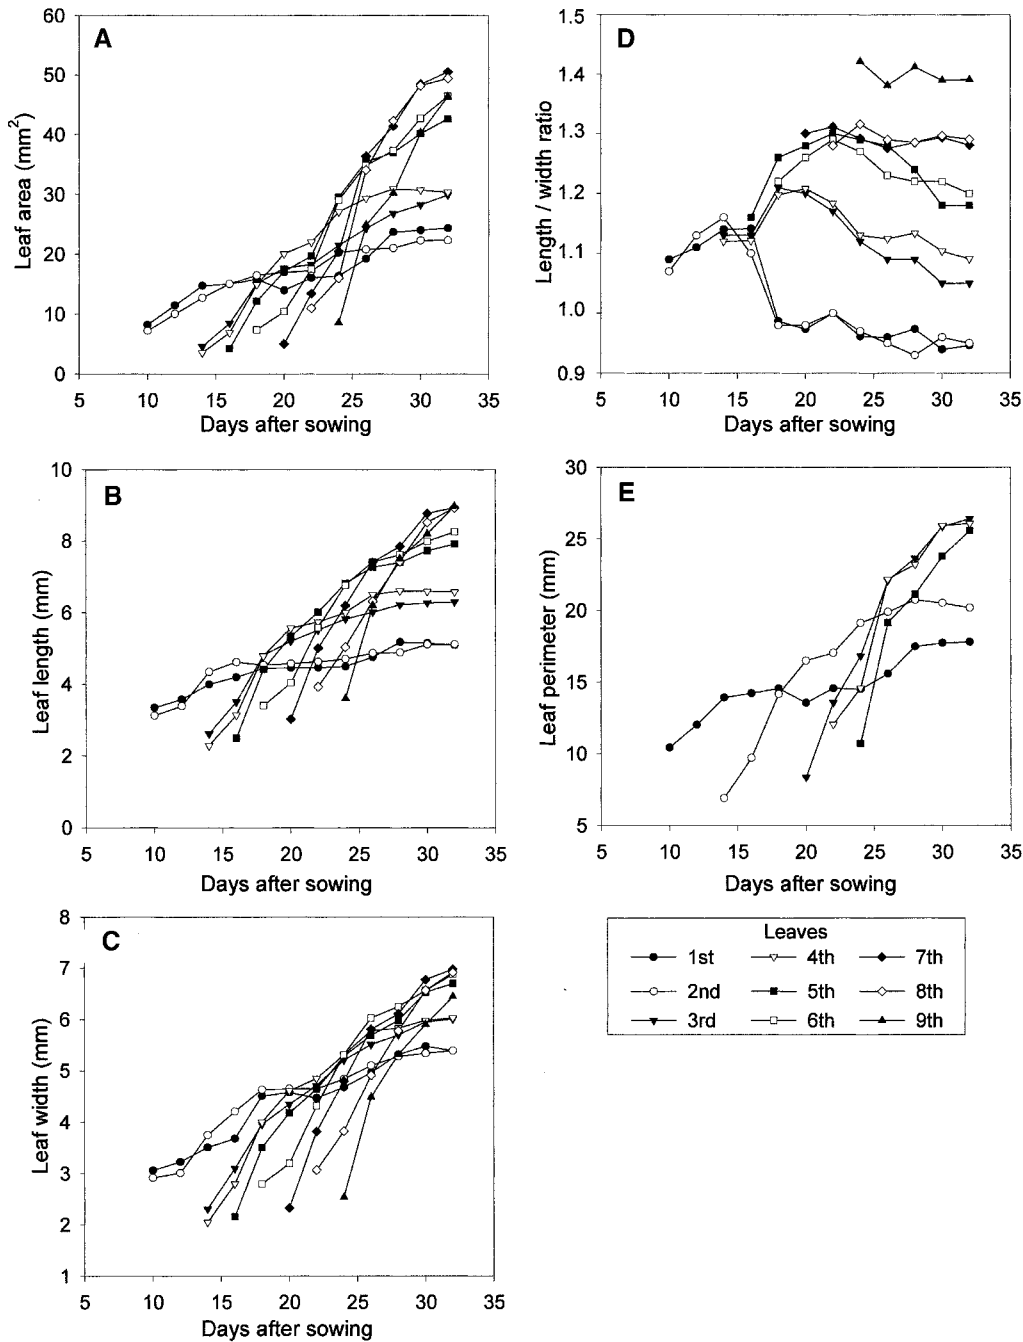 A
Leaf area (mm²)
60
50
40
30
20
10
0
5 10 15 20 25 30 35
Days after sowing
D
Length / width ratio
1.5
1.4
1.3
1.2
1.1
1.0
0.9
5 10 15 20 25 30 35
Days after sowing
B
Leaf length (mm)
10
8
6
4
2
0
5 10 15 20 25 30 35
Days after sowing
E
Leaf perimeter (mm)
30
25
20
15
10
5
5 10 15 20 25 30 35
Days after sowing
C
Leaf width (mm)
8
7
6
5
4
3
2
1
5 10 15 20 25 30 35
Days after sowing
Leaves
1st 4th 7th
2nd 5th 8th
3rd 6th 9th